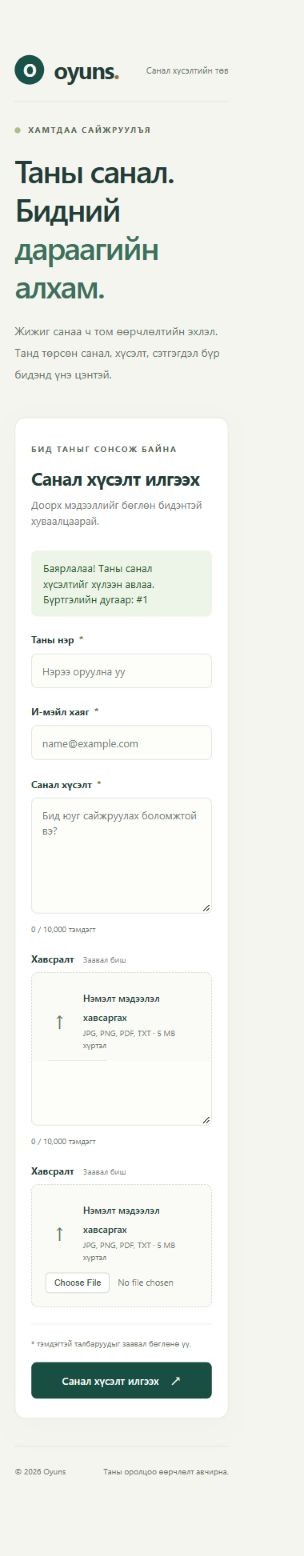 O oyuns. Санал хүсэлтийн төв
ХАМТДАА САЙЖРУУЛЪЯ
Таны санал.
Бидний
дараагийн
алхам.
Жижиг санаа ч том өөрчлөлтийн эхлэл.
Танд төрсөн санал, хүсэлт, сэтгэгдэл бүр
бидэнд үнэ цэнтэй.
БИД ТАНЫГ СОНСОЖ БАЙНА
Санал хүсэлт илгээх
Доорх мэдээллийг бөглөн бидэнтэй
хуваалцаарай.
Баярлалаа! Таны санал
хүсэлтийг хүлээн авлаа.
Бүртгэлийн дугаар: #1
Таны нэр *
Нэрээ оруулна уу
И-мэйл хаяг *
name@example.com
Санал хүсэлт *
Бид юуг сайжруулах боломжтой
вэ?
0 / 10,000 тэмдэгт
Хавсралт Заавал биш
↑ Нэмэлт мэдээлэл
хавсаргах
JPG, PNG, PDF, TXT · 5 MB
хүртэл
0 / 10,000 тэмдэгт
Хавсралт Заавал биш
↑ Нэмэлт мэдээлэл
хавсаргах
JPG, PNG, PDF, TXT · 5 MB
хүртэл
Choose File No file chosen
* тэмдэгтэй талбаруудыг заавал бөглөнө үү.
Санал хүсэлт илгээх ↗
© 2026 Oyuns Таны оролцоо өөрчлөлт авчирна.